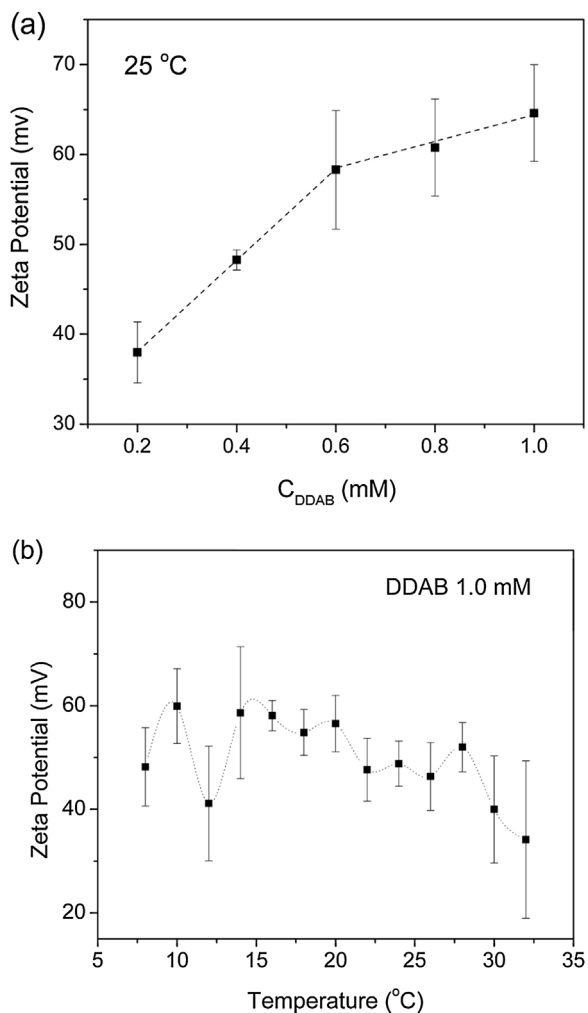 (a)
25 °C
Zeta Potential (mv)
70
60
50
40
30
0.2 0.4 0.6 0.8 1.0
C_DDAB (mM)
(b)
DDAB 1.0 mM
Zeta Potential (mV)
80
60
40
20
5 10 15 20 25 30 35
Temperature (°C)